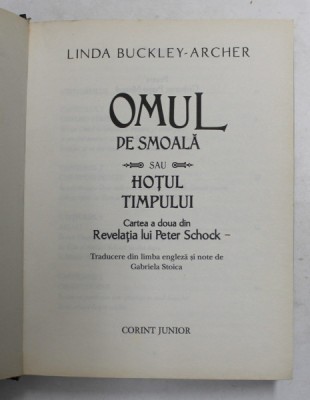 LINDA BUCKLEY-ARCHER
OMUL
DE SMOALĂ
SAU
HOȚUL
TIMPULUI
Cartea a doua din
Revelația lui Peter Schock –
Traducere din limba engleză și note de
Gabriela Stoica
CORINT JUNIOR